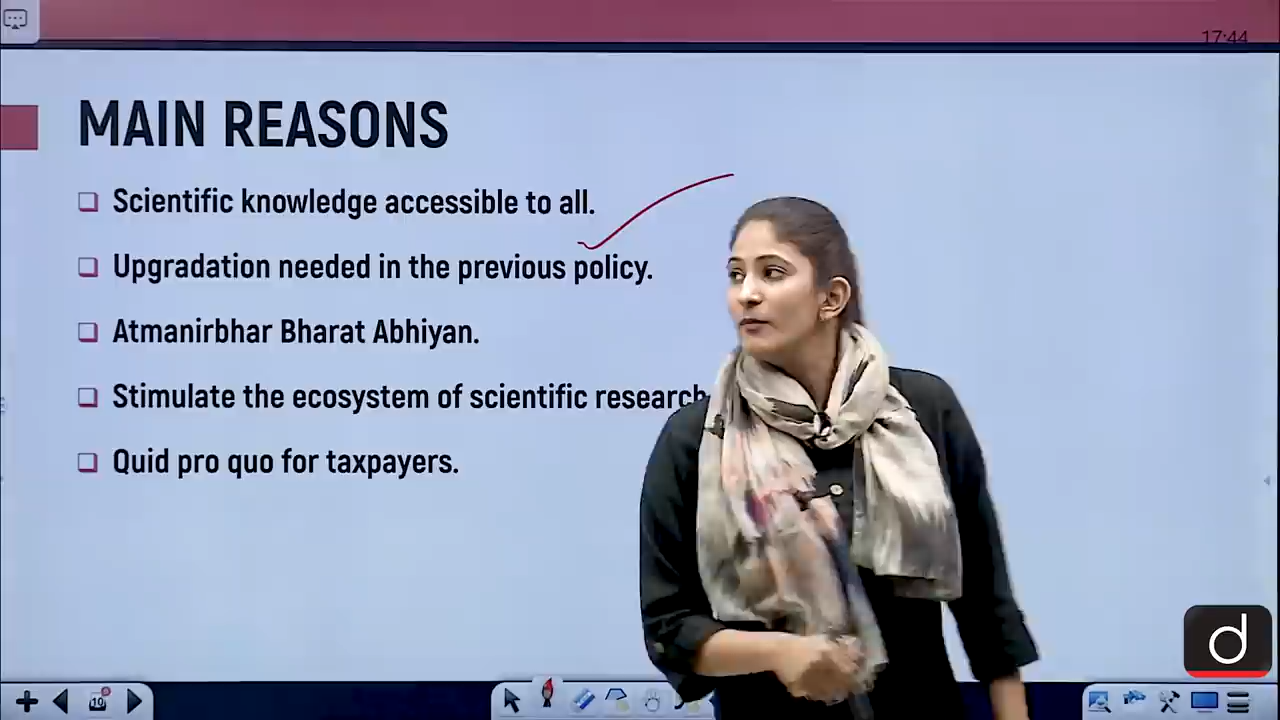 17:44
MAIN REASONS
Scientific knowledge accessible to all.
Upgradation needed in the previous policy.
Atmanirbhar Bharat Abhiyan.
Stimulate the ecosystem of scientific research
Quid pro quo for taxpayers.
d
19